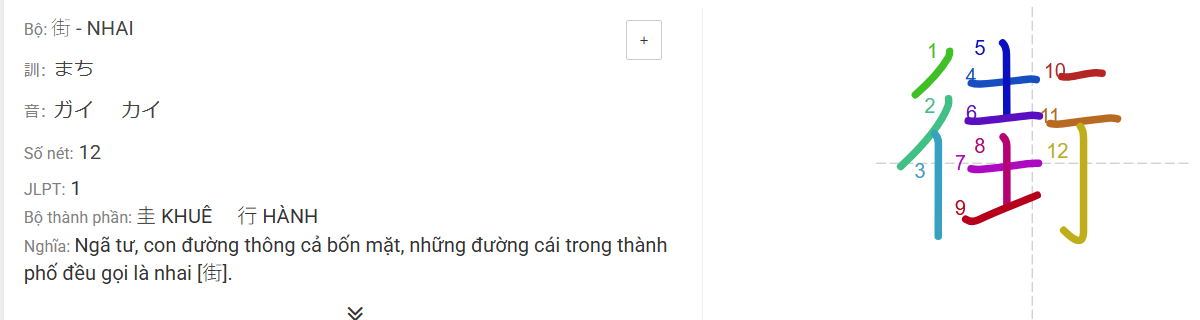 Bộ: 街 - NHAI
+
訓: まち
音: ガイ カイ
Số nét: 12
JLPT: 1
Bộ thành phần: 圭 KHUÊ 行 HÀNH
Nghĩa: Ngã tư, con đường thông cả bốn mặt, những đường cái trong thành
phố đều gọi là nhai [街].
1
2
3
4
5
6
7
8
9
10
11
12